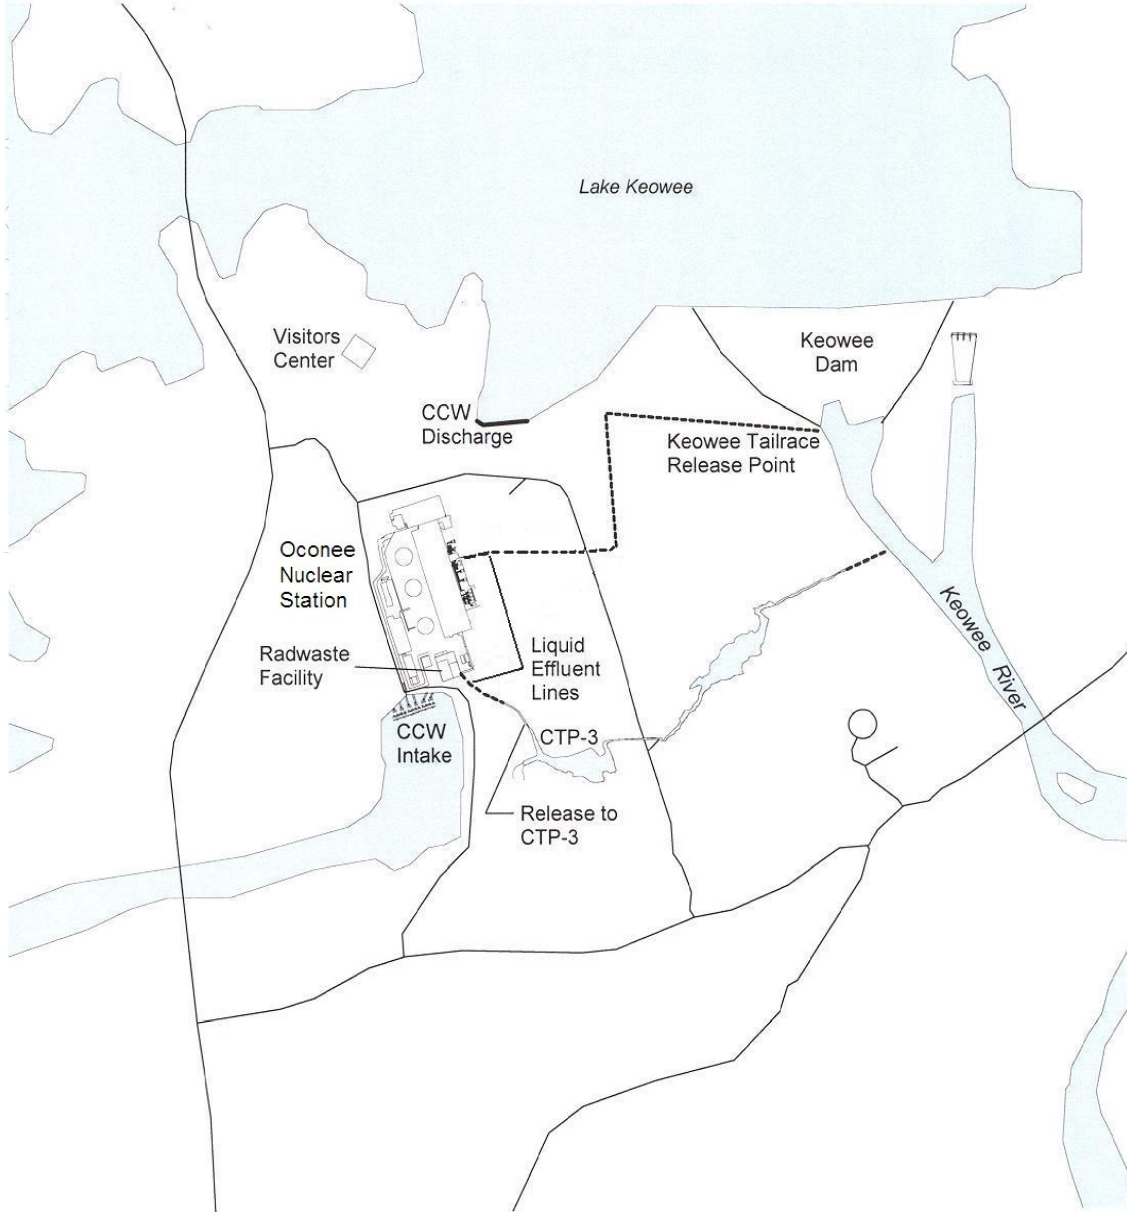 Lake Keowee
Visitors
Center
Keowee
Dam
CCW
Discharge
Keowee Tailrace
Release Point
Oconee
Nuclear
Station
Keowee River
Radwaste
Facility
Liquid
Effluent
Lines
CCW
Intake
CTP-3
Release to
CTP-3